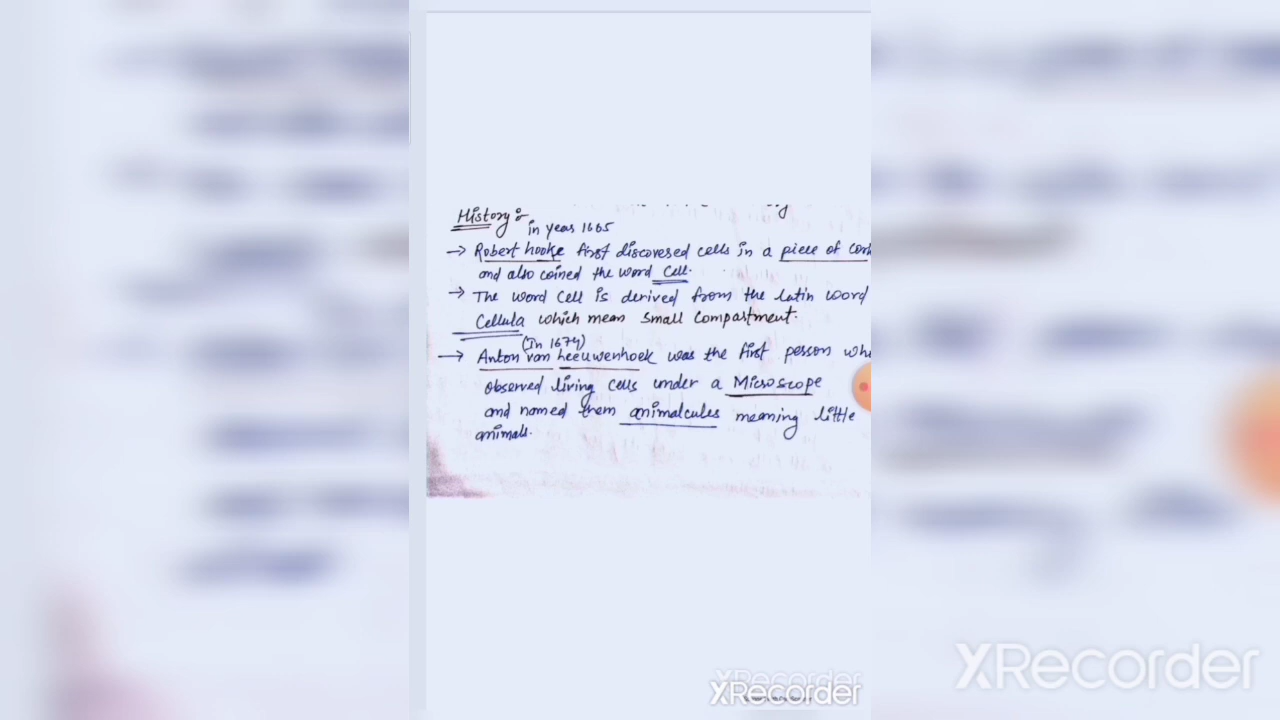 History :-
in year 1665
→ Robert hooke first discovered cells in a piece of cork
and also coined the word Cell.
→ The word Cell is derived from the latin word
Cellula which mean small compartment.
(In 1674)
→ Anton van leeuwenhoek was the first person who
observed living cells under a Microscope
and named them animalcules meaning little
animals.
XRecorder
XRecorder